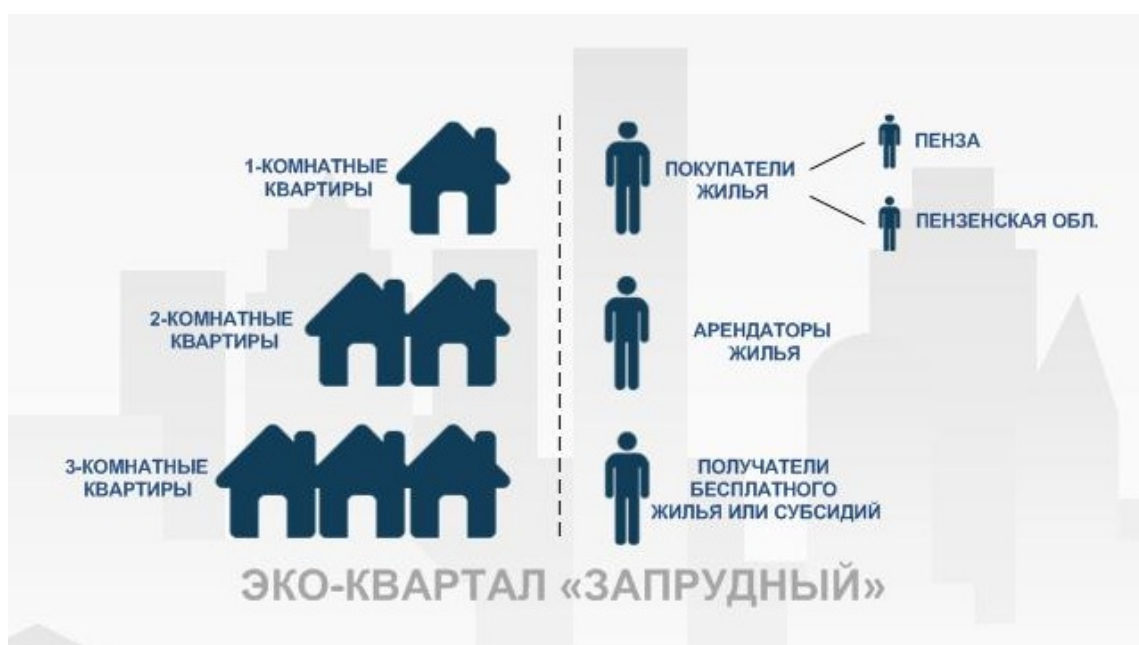 1-КОМНАТНЫЕ
КВАРТИРЫ
2-КОМНАТНЫЕ
КВАРТИРЫ
3-КОМНАТНЫЕ
КВАРТИРЫ
ПОКУПАТЕЛИ
ЖИЛЬЯ
ПЕНЗА
ПЕНЗЕНСКАЯ ОБЛ.
АРЕНДАТОРЫ
ЖИЛЬЯ
ПОЛУЧАТЕЛИ
БЕСПЛАТНОГО
ЖИЛЬЯ ИЛИ СУБСИДИЙ
ЭКО-КВАРТАЛ «ЗАПРУДНЫЙ»